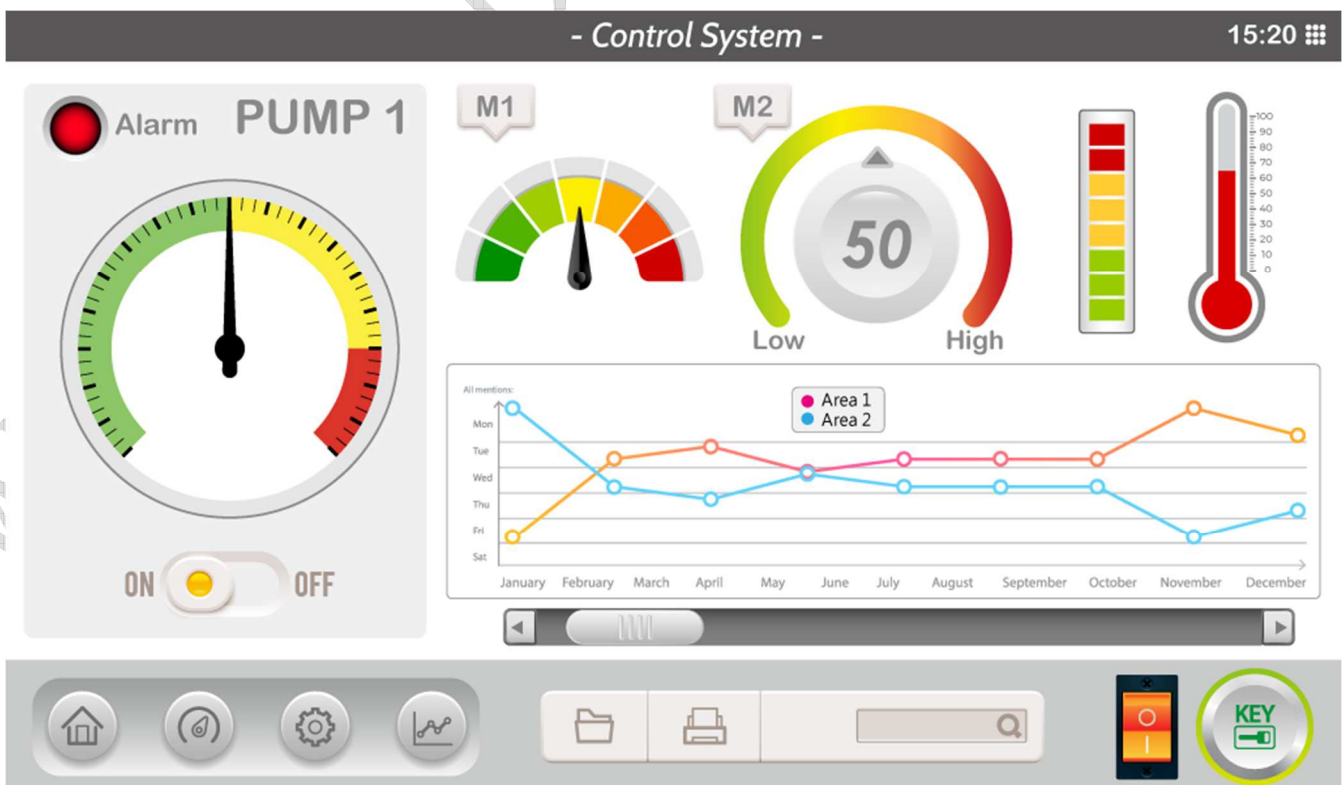 - Control System -
15:20
Alarm
PUMP 1
ON
OFF
M1
M2
50
Low
High
100
90
80
70
60
50
40
30
20
10
0
All mentions:
Area 1
Area 2
Mon
Tue
Wed
Thu
Fri
Sat
January February March April May June July August September October November December
KEY